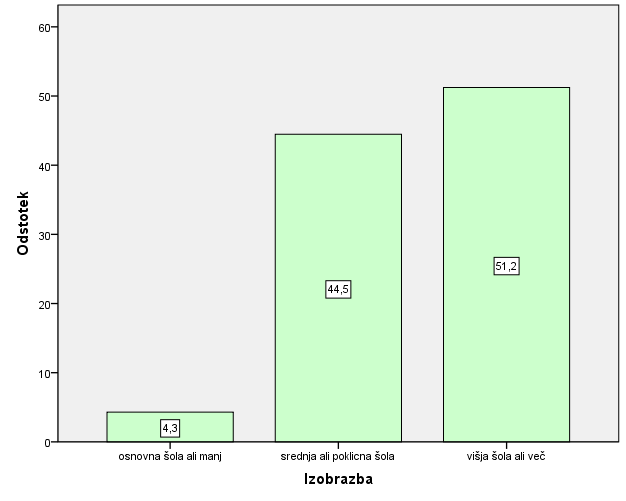 Odstotek
60
50
40
30
20
10
0
4,3
44,5
51,2
osnovna šola ali manj
srednja ali poklicna šola
višja šola ali več
Izobrazba